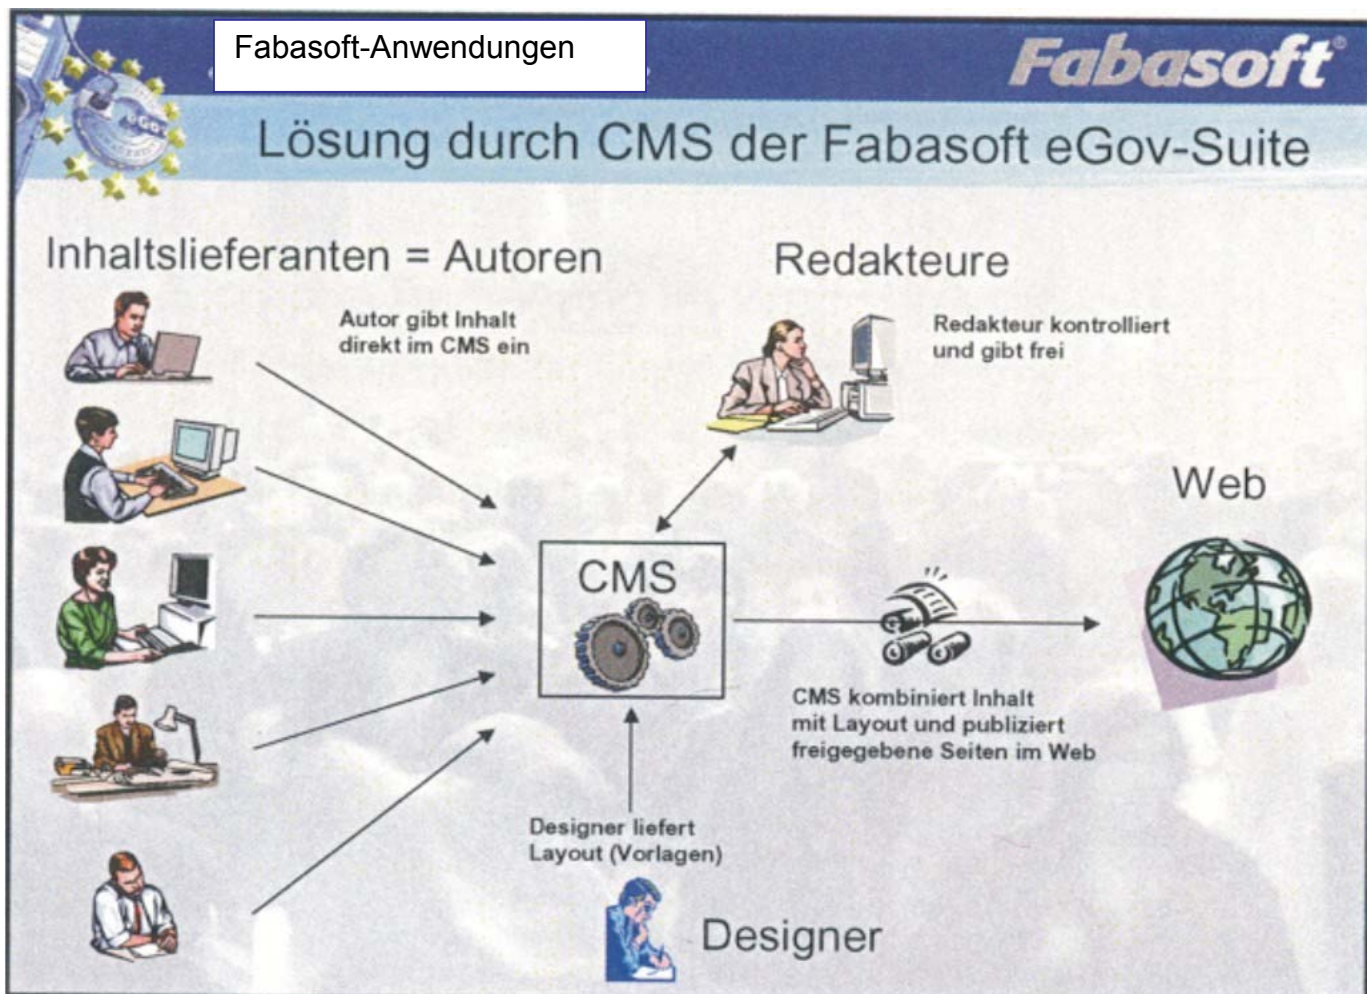 Fabasoft-Anwendungen
Fabasoft®
Lösung durch CMS der Fabasoft eGov-Suite
Inhaltslieferanten = Autoren
Redakteure
Autor gibt Inhalt
direkt im CMS ein
Redakteur kontrolliert
und gibt frei
Web
CMS
CMS kombiniert Inhalt
mit Layout und publiziert
freigegebene Seiten im Web
Designer liefert
Layout (Vorlagen)
Designer